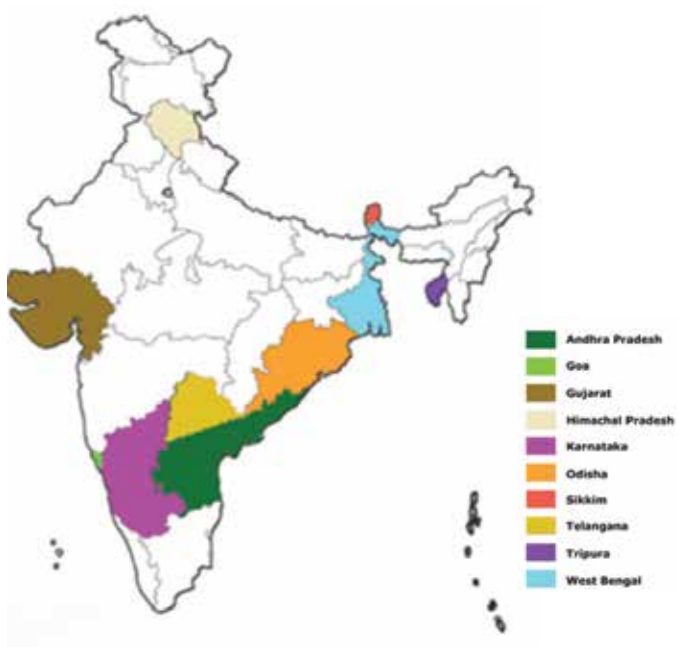 Andhra Pradesh
Goa
Gujarat
Himachal Pradesh
Karnataka
Odisha
Sikkim
Telangana
Tripura
West Bengal